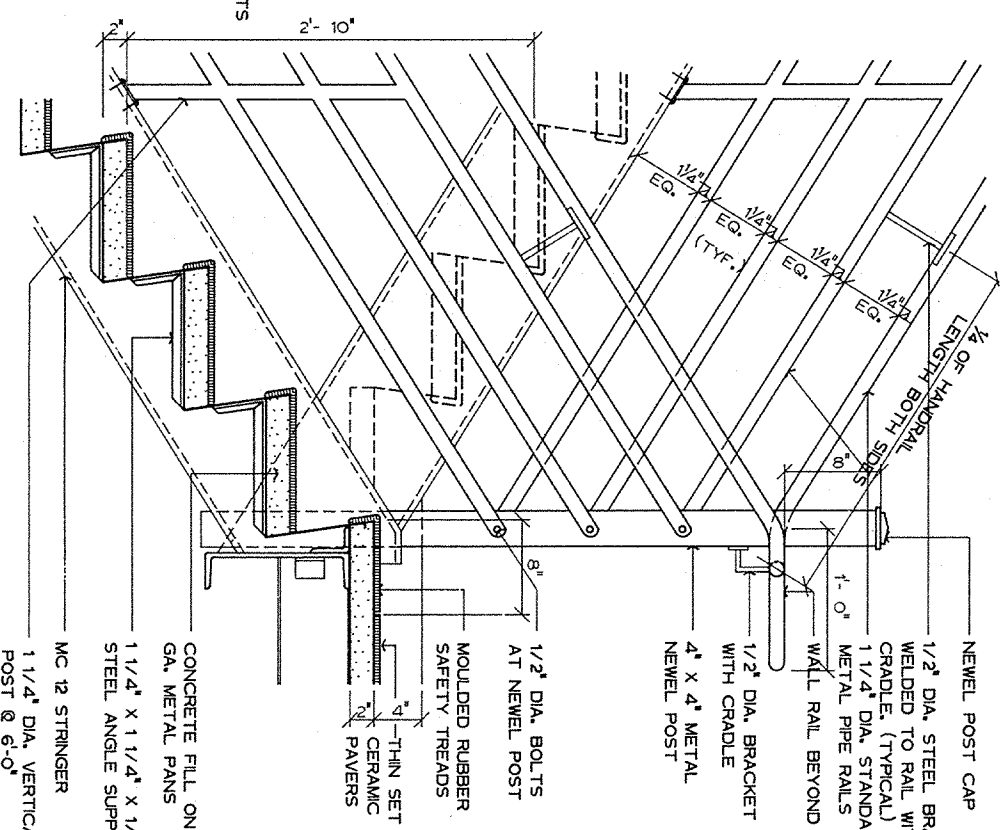 TS
2"
2'- 10"
1 1/4"
EQ.
1 1/4"
EQ.
(TYP.)
1 1/4"
EQ.
1 1/4"
EQ.
1/4 OF HANDRAIL
LENGTH BOTH SIDES
8"
1'- 0"
8"
4"
2"
NEWEL POST CAP
1/2" DIA. STEEL
WELDED TO RAIL
CRADLE. (TYPICAL)
1 1/4" DIA.
METAL PIPE RAILS
WALL RAIL BEYOND
1/2" DIA. BRACKET
WITH CRADLE
4" X 4" METAL
NEWEL POST
1/2" DIA. BOLTS
AT NEWEL POST
MOULDED RUBBER
SAFETY TREADS
THIN SET
CERAMIC
PAVERS
CONCRETE FILL ON
GA. METAL PANS
1 1/4" X 1 1/4" X
STEEL ANGLE
MC 12 STRINGER
1 1/4" DIA.
POST @ 6'-0"